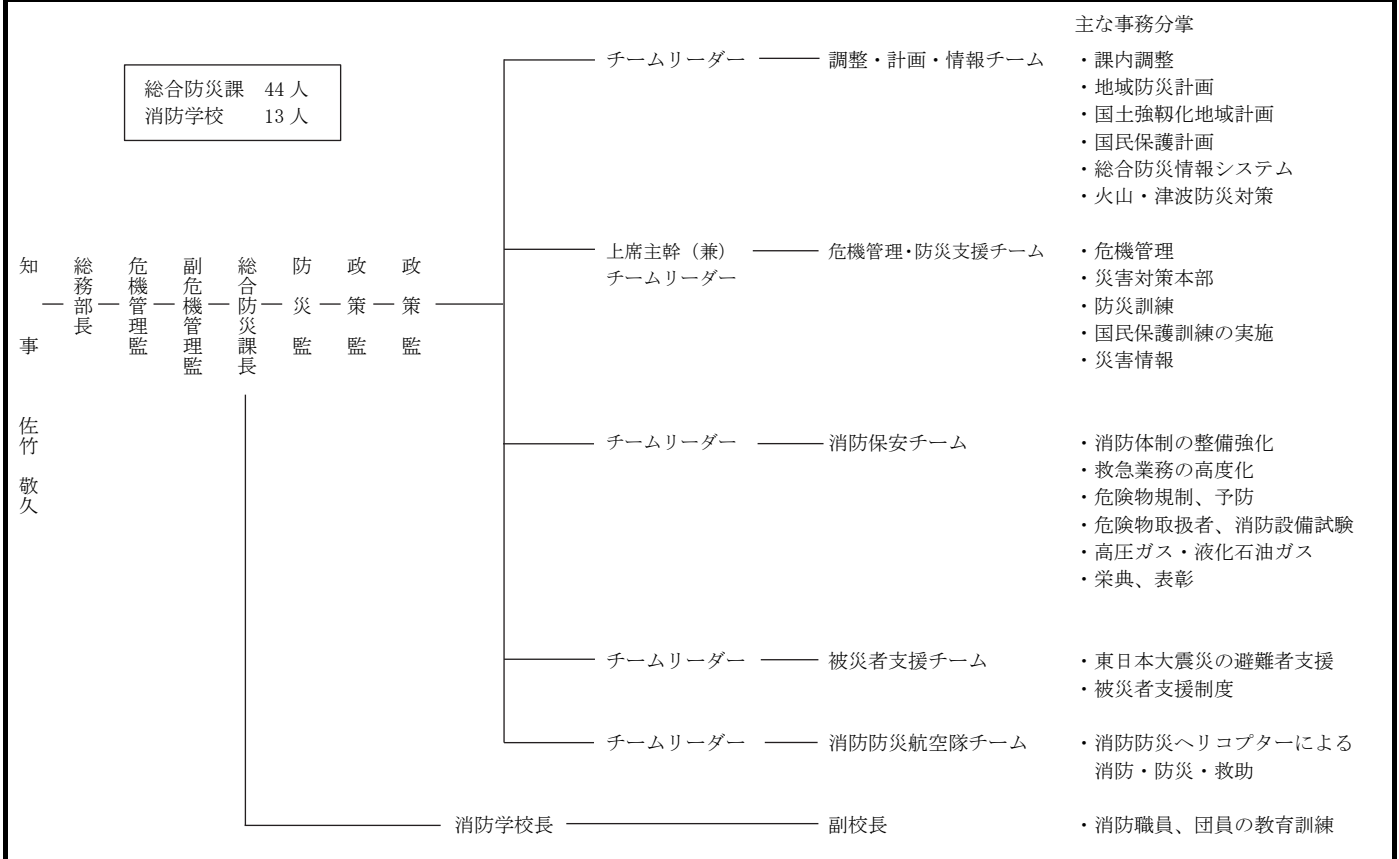 主な事務分掌
総合防災課 44人
消防学校 13人
知事 佐竹 敬久
総務部長
危機管理監
副危機管理監
総合防災課長
防災監
政策監
政策監
チームリーダー
調整・計画・情報チーム
・課内調整
・地域防災計画
・国土強靱化地域計画
・国民保護計画
・総合防災情報システム
・火山・津波防災対策
上席主幹(兼)
チームリーダー
危機管理・防災支援チーム
・危機管理
・災害対策本部
・防災訓練
・国民保護訓練の実施
・災害情報
チームリーダー
消防保安チーム
・消防体制の整備強化
・救急業務の高度化
・危険物規制、予防
・危険物取扱者、消防設備試験
・高圧ガス・液化石油ガス
・栄典、表彰
チームリーダー
被災者支援チーム
・東日本大震災の避難者支援
・被災者支援制度
チームリーダー
消防防災航空隊チーム
・消防防災ヘリコプターによる
消防・防災・救助
消防学校長
副校長
・消防職員、団員の教育訓練